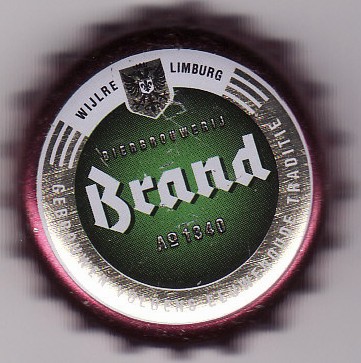 WIJLRE LIMBURG
BIERBROUWERIJ
Brand
Aº 1340
GEBROUWEN VOLGENS EEUWENOUDE TRADITIE